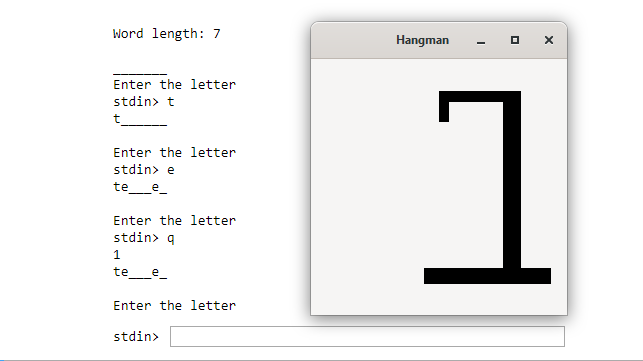 Word length: 7
_______
Enter the letter
stdin> t
t______
Enter the letter
stdin> e
te___e_
Enter the letter
stdin> q
1
te___e_
Enter the letter
stdin>
Hangman
1